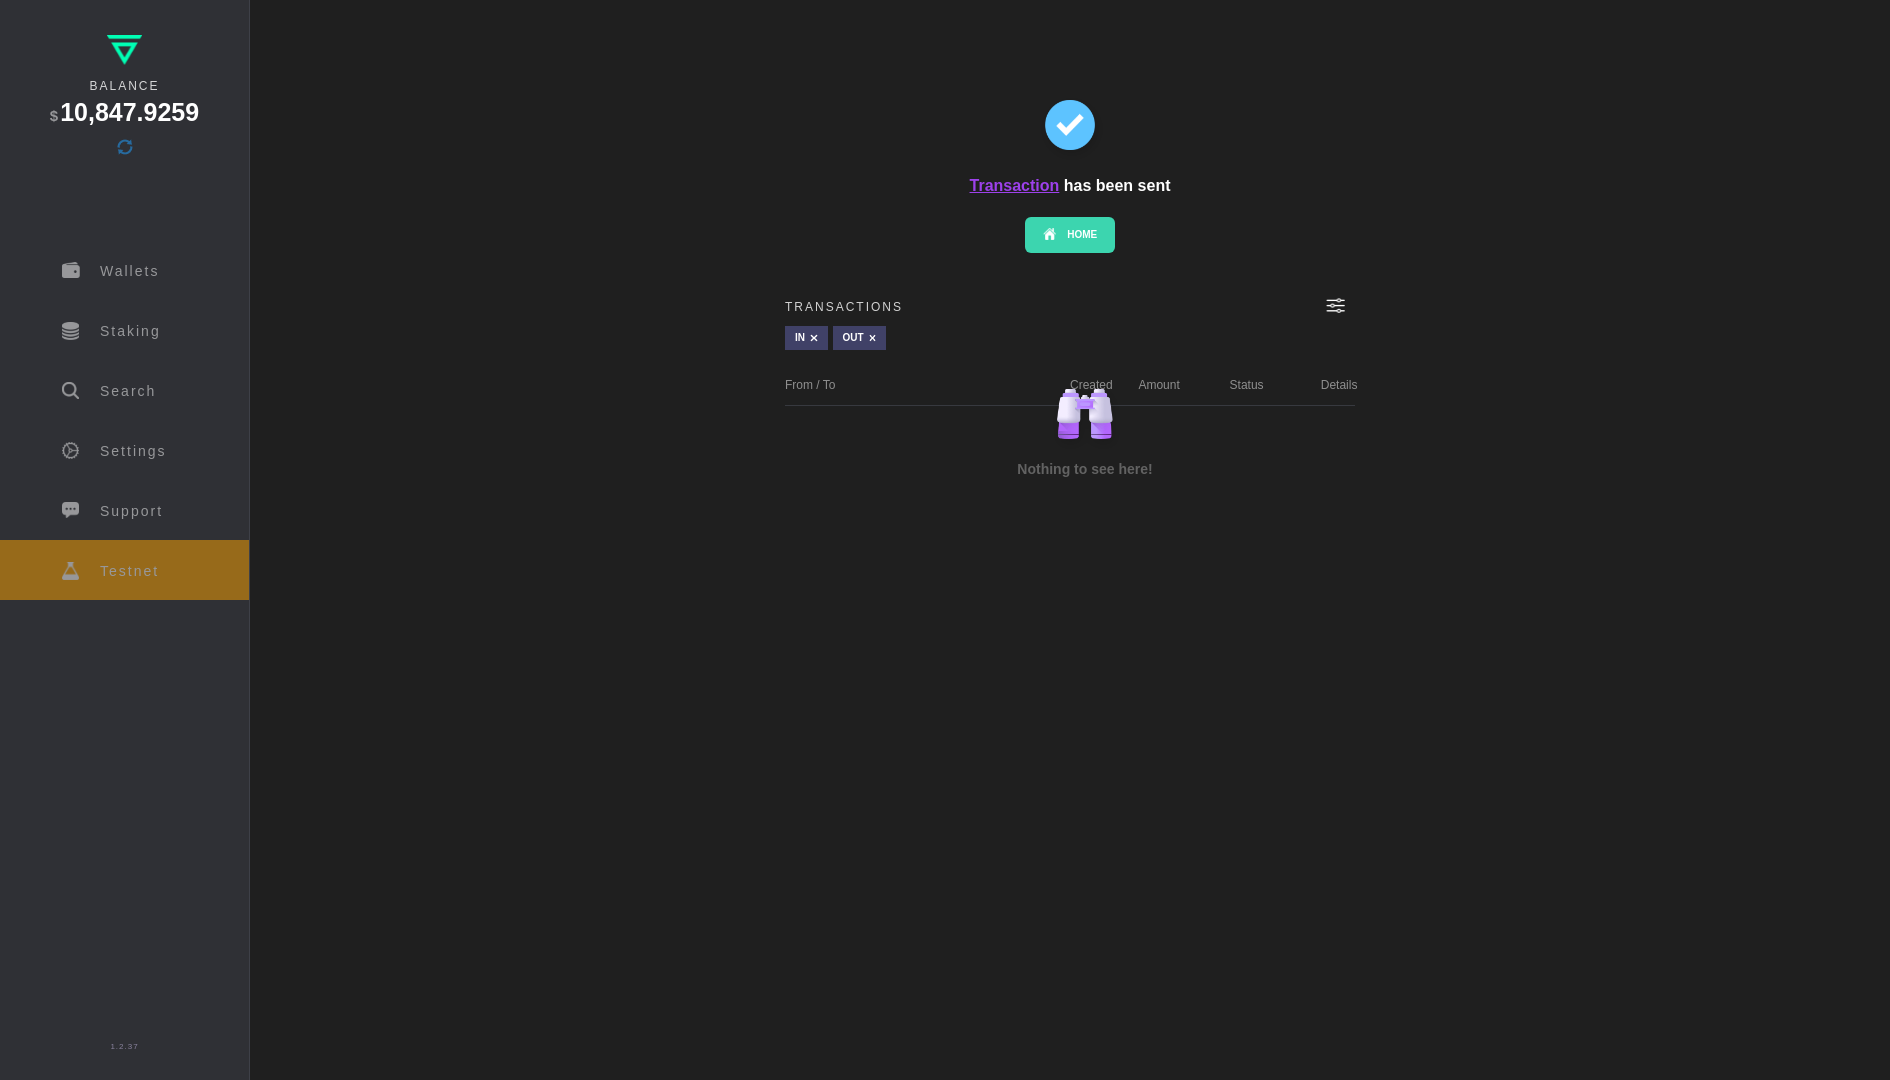 BALANCE
$10,847.9259
Wallets
Staking
Search
Settings
Support
Testnet
1.2.37
Transaction has been sent
HOME
TRANSACTIONS
IN × OUT ×
From / To Created Amount Status Details
Nothing to see here!